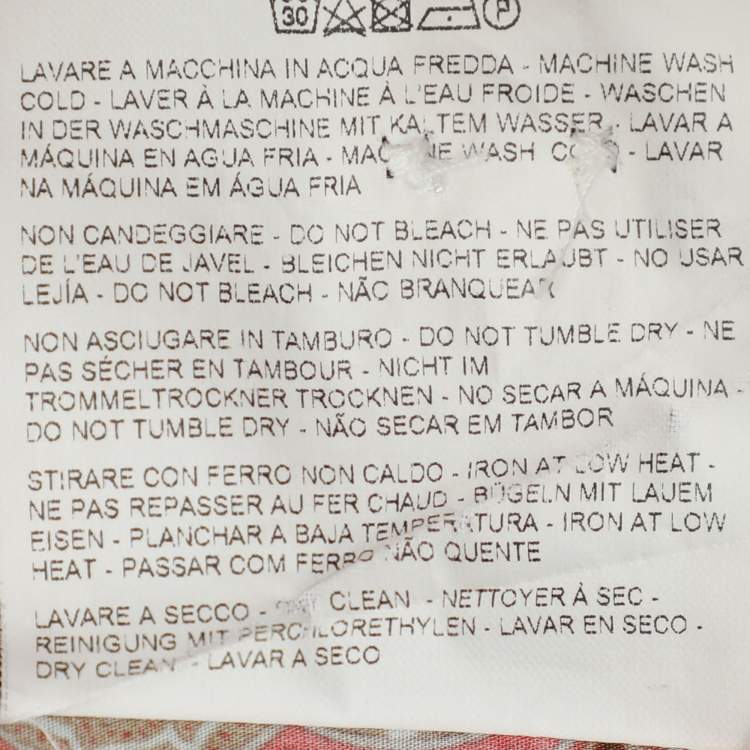 30 P
LAVARE A MACCHINA IN ACQUA FREDDA - MACHINE WASH
COLD - LAVER À LA MACHINE À L'EAU FROIDE - WASCHEN
IN DER WASCHMASCHINE MIT KALTEM WASSER - LAVAR A
MÁQUINA EN AGUA FRIA - MACHINE WASH COLD - LAVAR
NA MÁQUINA EM ÁGUA FRIA
NON CANDEGGIARE - DO NOT BLEACH - NE PAS UTILISER
DE L'EAU DE JAVEL - BLEICHEN NICHT ERLAUBT - NO USAR
LEJÍA - DO NOT BLEACH - NÃO BRANQUEAR
NON ASCIUGARE IN TAMBURO - DO NOT TUMBLE DRY - NE
PAS SÉCHER EN TAMBOUR - NICHT IM
TROMMELTROCKNER TROCKNEN - NO SECAR A MÁQUINA -
DO NOT TUMBLE DRY - NÃO SECAR EM TAMBOR
STIRARE CON FERRO NON CALDO - IRON AT LOW HEAT -
NE PAS REPASSER AU FER CHAUD - BÜGELN MIT LAUEM
EISEN - PLANCHAR A BAJA TEMPERATURA - IRON AT LOW
HEAT - PASSAR COM FERRO NÃO QUENTE
LAVARE A SECCO - CLEAN - NETTOYER À SEC -
REINIGUNG MIT PERCHLORETHYLEN - LAVAR EN SECO -
DRY CLEAN - LAVAR A SECO